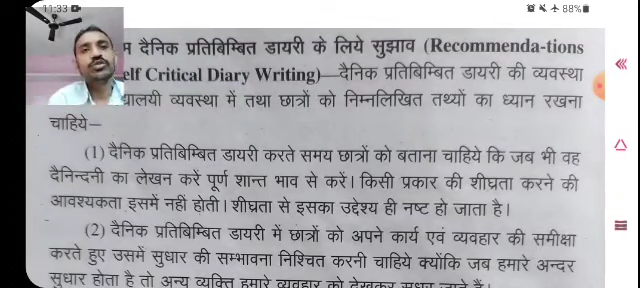 11:33
88%
म दैनिक प्रतिबिम्बित डायरी के लिये सुझाव (Recommenda-tions
elf Critical Diary Writing)—दैनिक प्रतिबिम्बित डायरी की व्यवस्था
यालयी व्यवस्था में तथा छात्रों को निम्नलिखित तथ्यों का ध्यान रखना
चाहिये—
(1) दैनिक प्रतिबिम्बित डायरी करते समय छात्रों को बताना चाहिये कि जब भी वह
दैनिन्दनी का लेखन करें पूर्ण शान्त भाव से करें। किसी प्रकार की शीघ्रता करने की
आवश्यकता इसमें नही होती। शीघ्रता से इसका उद्देश्य ही नष्ट हो जाता है।
(2) दैनिक प्रतिबिम्बित डायरी में छात्रों को अपने कार्य एवं व्यवहार की समीक्षा
करते हुए उसमें सुधार की सम्भावना निश्चित करनी चाहिये क्योंकि जब हमारे अन्दर
सुधार होता है तो अन्य व्यक्ति हमारे व्यवहार को देखकर सुधर जाते हैं।